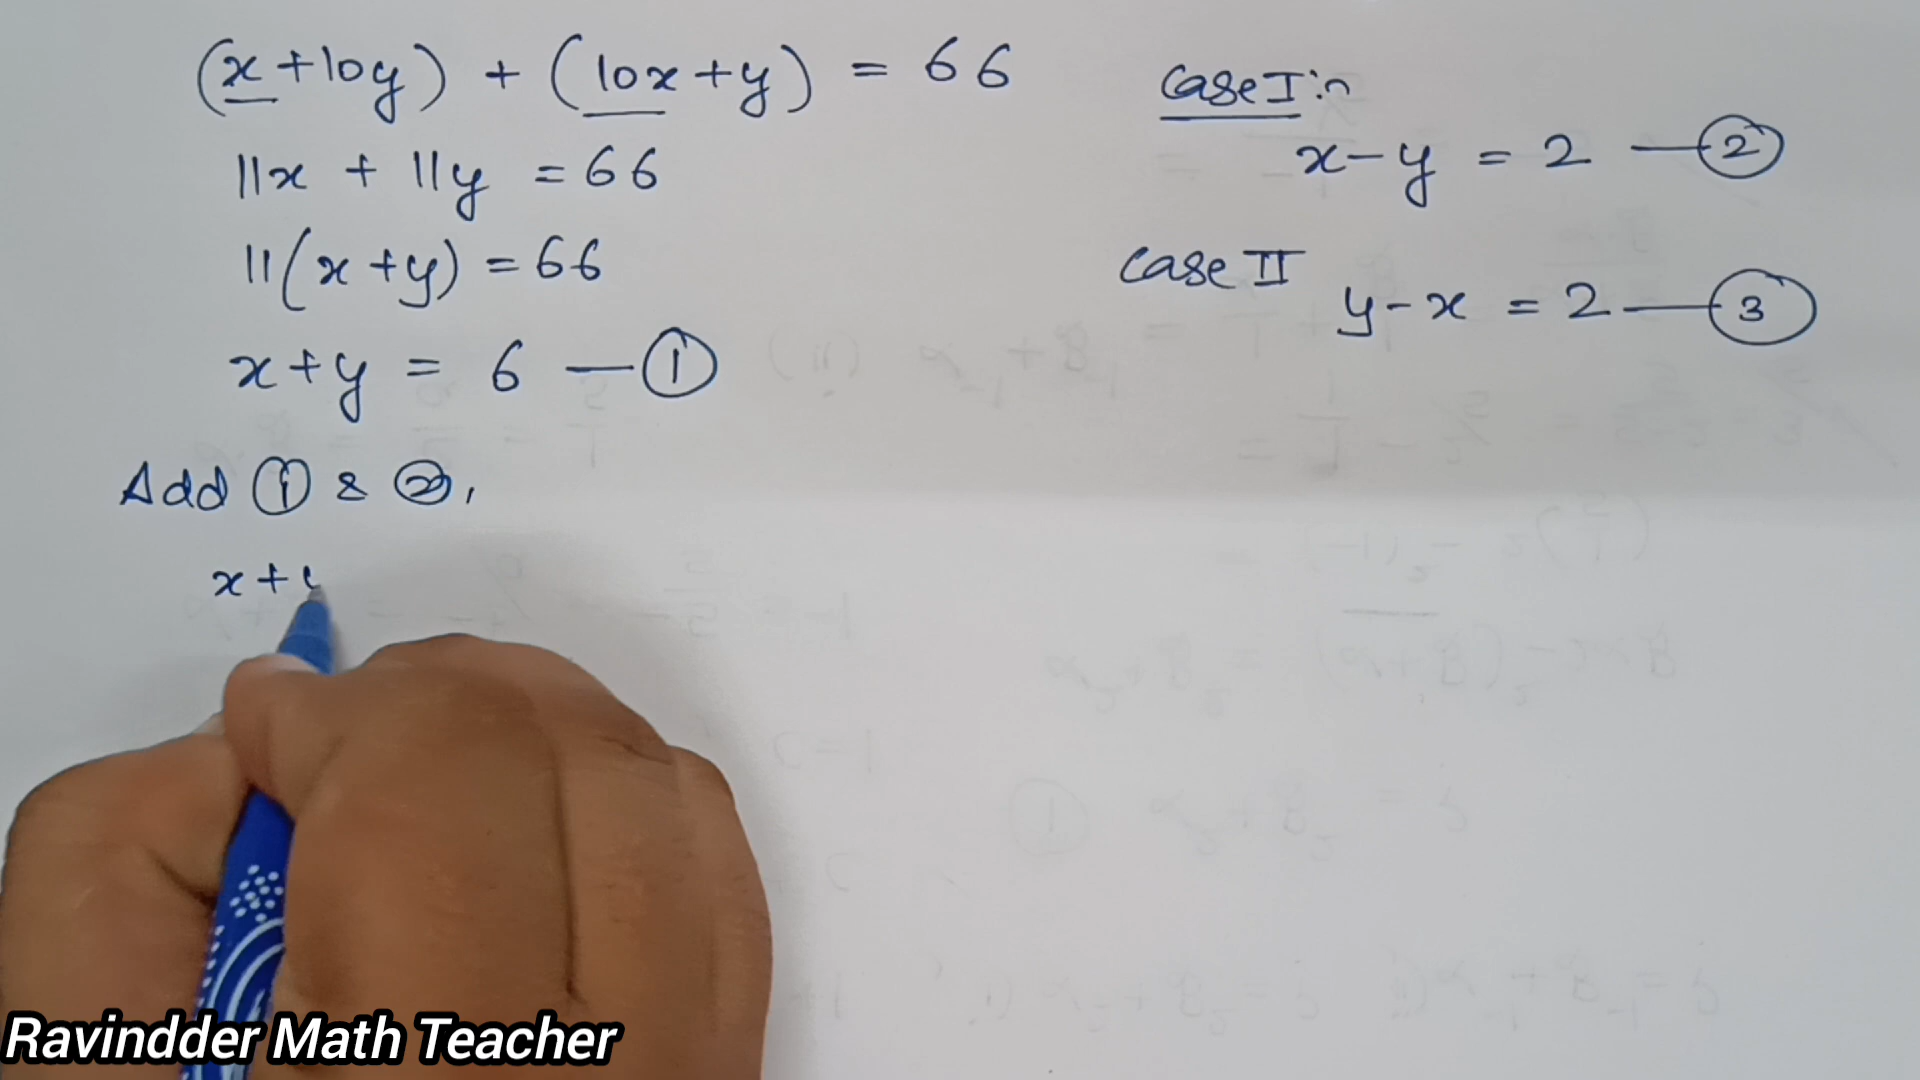 (x+10y) + (10x+y) = 66
11x + 11y = 66
11(x+y) = 66
x+y = 6 — ①
Case I :-
x-y = 2 — ②
Case II
y-x = 2 — ③
Add ① & ②,
x+y
Ravindder Math Teacher